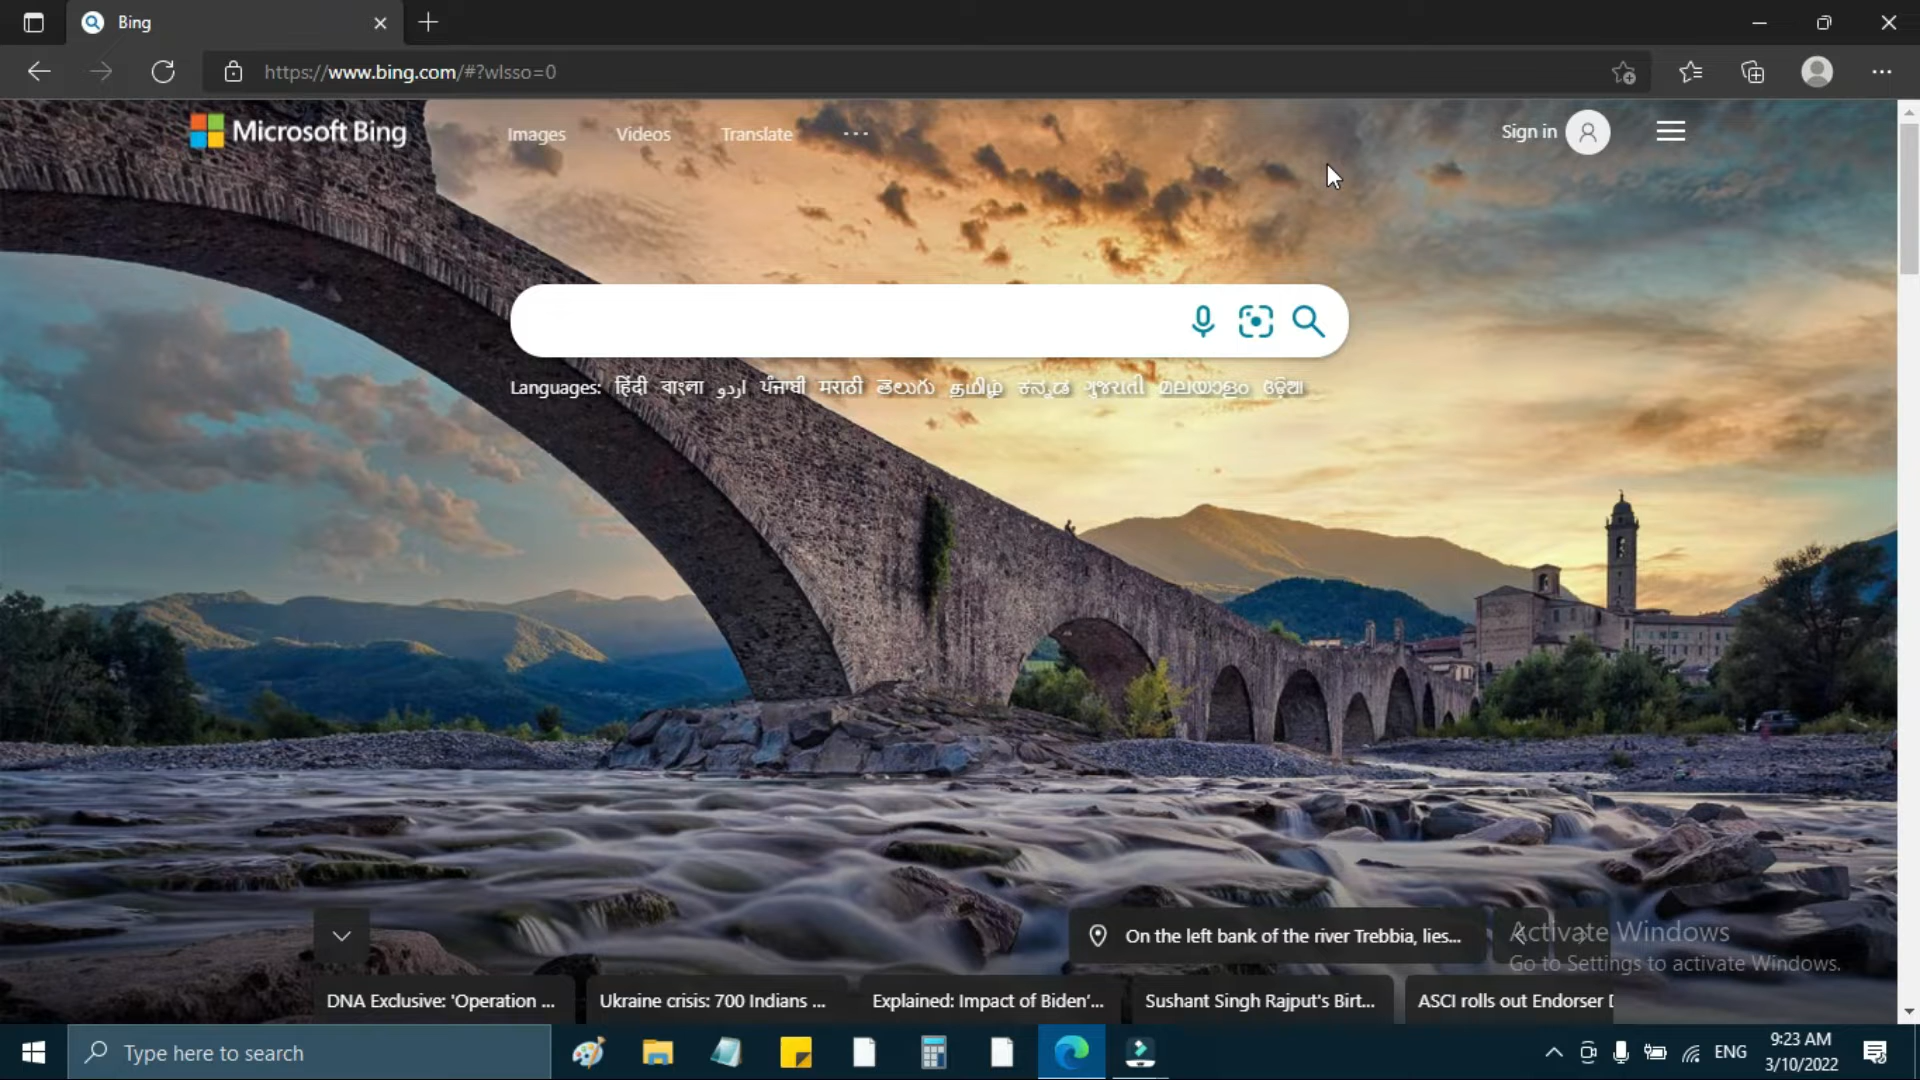 Bing
https://www.bing.com/#?wlsso=0
Microsoft Bing
Images Videos Translate ...
Sign in
Languages: हिंदी বাংলা اردو ਪੰਜਾਬੀ मराठी తెలుగు தமிழ் ಕನ್ನಡ ગુજરાતી മലയാളം ଓଡ଼ିଆ
On the left bank of the river Trebbia, lies...
Activate Windows
Go to Settings to activate Windows.
DNA Exclusive: 'Operation ...
Ukraine crisis: 700 Indians ...
Explained: Impact of Biden'...
Sushant Singh Rajput's Birt...
ASCI rolls out Endorser
Type here to search
ENG
9:23 AM
3/10/2022